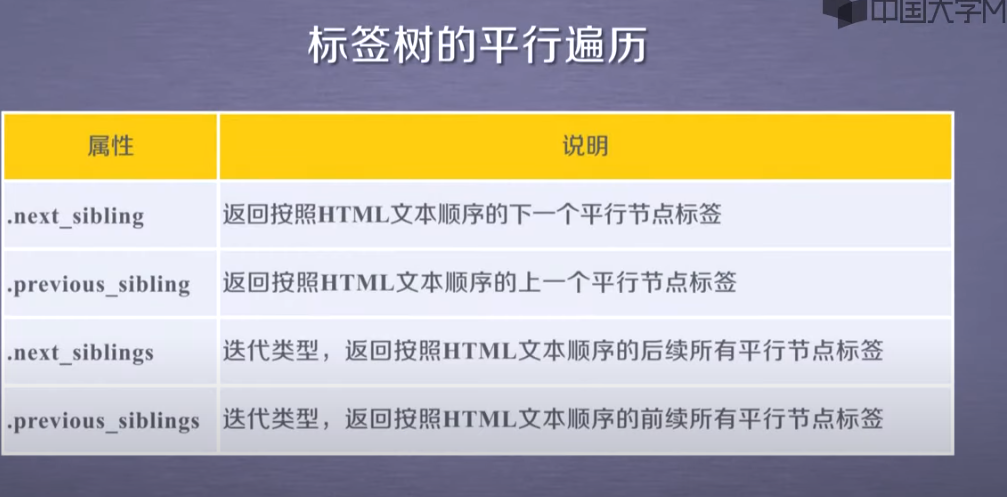 中国大学M
标签树的平行遍历
属性 说明
.next_sibling 返回按照HTML文本顺序的下一个平行节点标签
.previous_sibling 返回按照HTML文本顺序的上一个平行节点标签
.next_siblings 迭代类型，返回按照HTML文本顺序的后续所有平行节点标签
.previous_siblings 迭代类型，返回按照HTML文本顺序的前续所有平行节点标签